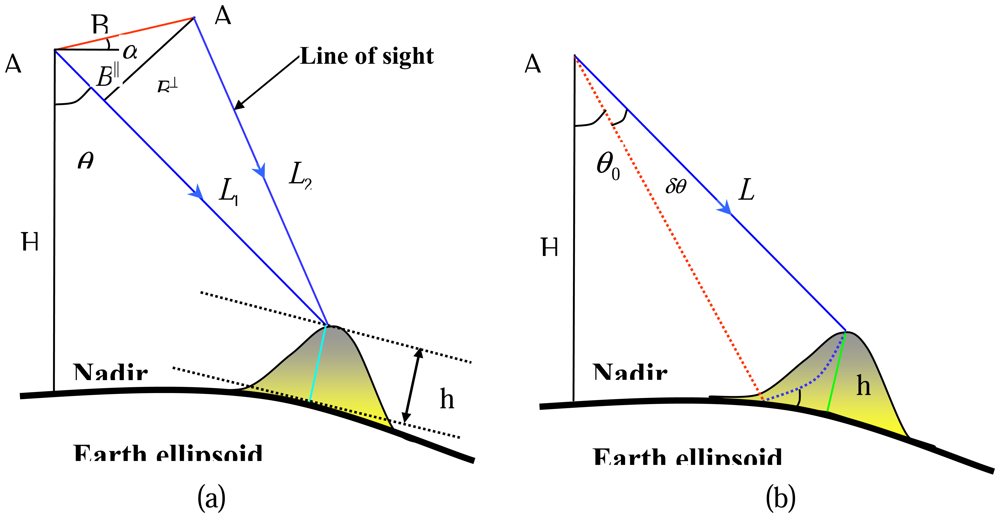 B
A
α
A
B∥
B⊥
Line of sight
θ
L₁
L₂
H
Nadir
h
Earth ellipsoid
(a)
A
θ₀
δθ
L
H
Nadir
h
Earth ellipsoid
(b)